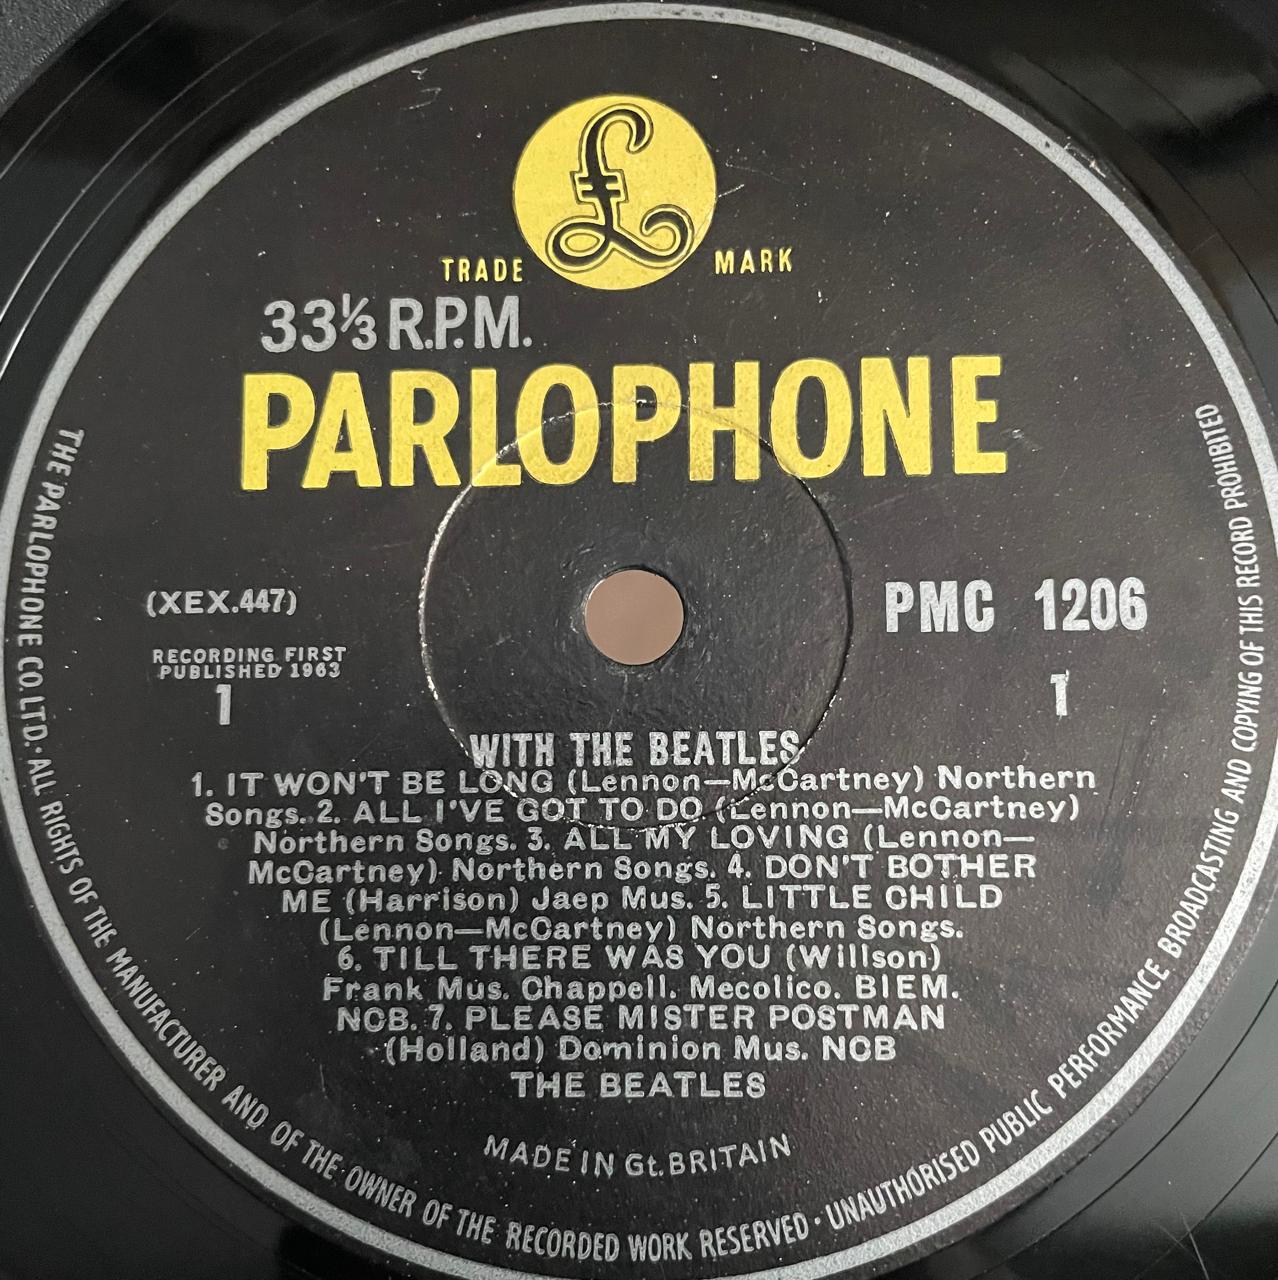 £
TRADE MARK
33⅓ R.P.M.
PARLOPHONE
(XEX.447)
PMC 1206
RECORDING FIRST
PUBLISHED 1963
1
1
WITH THE BEATLES
1. IT WON'T BE LONG (Lennon—McCartney) Northern
Songs. 2. ALL I'VE GOT TO DO (Lennon—McCartney)
Northern Songs. 3. ALL MY LOVING (Lennon—
McCartney) Northern Songs. 4. DON'T BOTHER
ME (Harrison) Jaep Mus. 5. LITTLE CHILD
(Lennon—McCartney) Northern Songs.
6. TILL THERE WAS YOU (Willson)
Frank Mus. Chappell. Mecolico. BIEM.
NCB. 7. PLEASE MISTER POSTMAN
(Holland) Dominion Mus. NCB
THE BEATLES
MADE IN Gt. BRITAIN
THE PARLOPHONE CO. LTD. · ALL RIGHTS OF THE MANUFACTURER AND OF THE OWNER OF THE RECORDED WORK RESERVED · UNAUTHORISED PUBLIC PERFORMANCE BROADCASTING AND COPYING OF THIS RECORD PROHIBITED